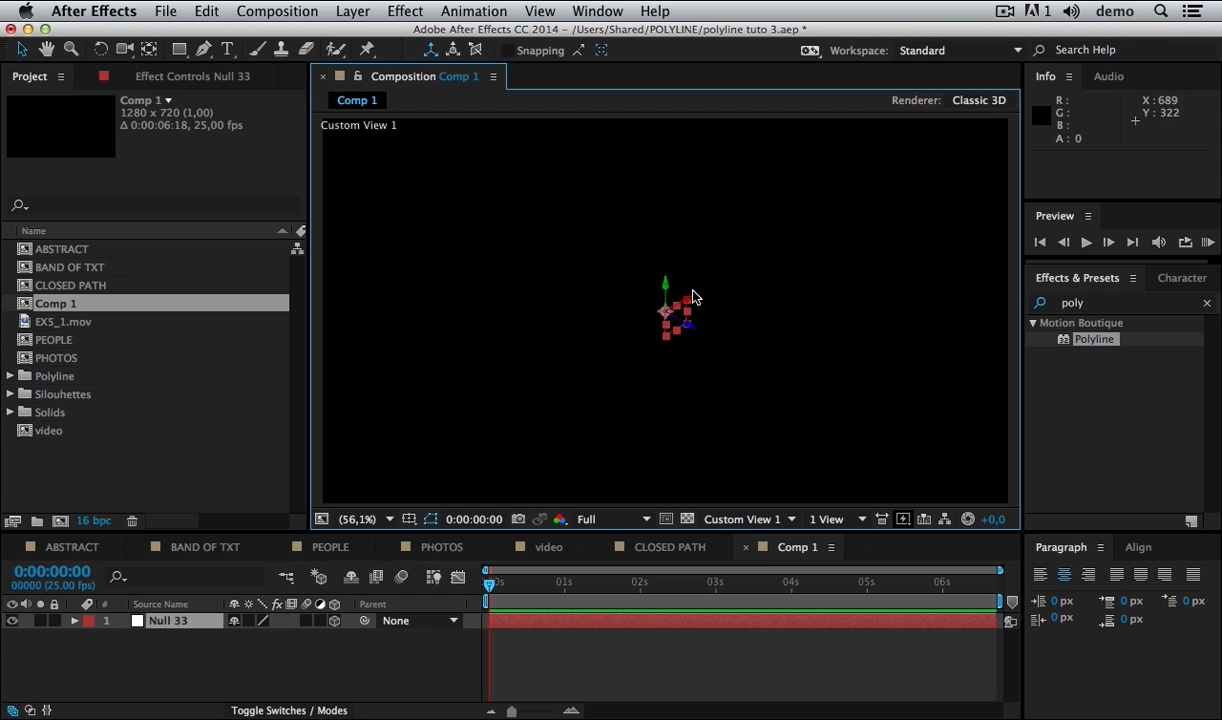 After Effects File Edit Composition Layer Effect Animation View Window Help 1 demo
Adobe After Effects CC 2014 – /Users/Shared/POLYLINE/polyline tuto 3.aep *
Snapping Workspace: Standard Search Help
Project Effect Controls Null 33
Composition Comp 1
Info Audio
Comp 1
1280 x 720 (1,00)
Δ 0:00:06:18, 25,00 fps
Comp 1
Renderer: Classic 3D
R: X : 689
G: Y : 322
B:
A: 0
Custom View 1
Preview
Name
ABSTRACT
BAND OF TXT
CLOSED PATH
Comp 1
EX5_1.mov
PEOPLE
PHOTOS
Polyline
Silouhettes
Solids
video
Effects & Presets Character
poly
Motion Boutique
Polyline
16 bpc
(56,1%) 0:00:00:00 Full Custom View 1 1 View +0,0
ABSTRACT BAND OF TXT PEOPLE PHOTOS video CLOSED PATH Comp 1
Paragraph Align
0:00:00:00
00000 (25.00 fps)
01s 02s 03s 04s 05s 06s
# Source Name fx Parent
1 Null 33 None
0 px 0 px 0 px
0 px 0 px
Toggle Switches / Modes